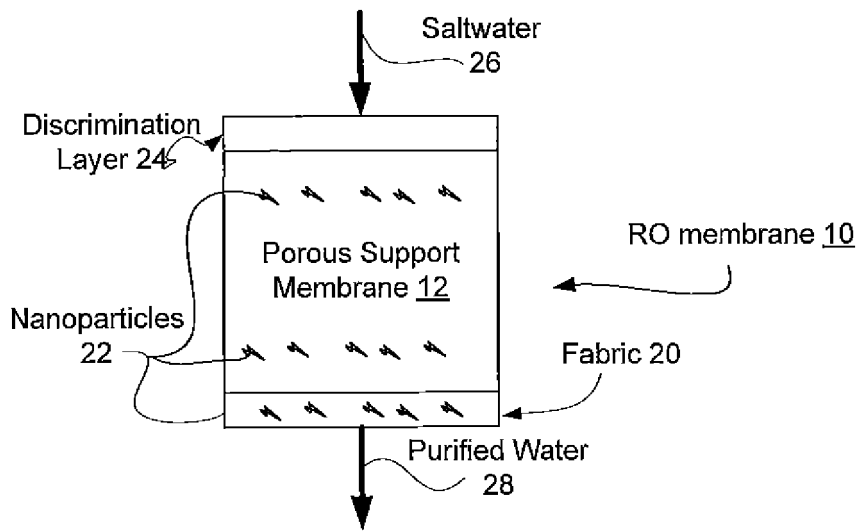 Saltwater
26
Discrimination
Layer 24
Porous Support
Membrane 12
RO membrane 10
Nanoparticles
22
Fabric 20
Purified Water
28